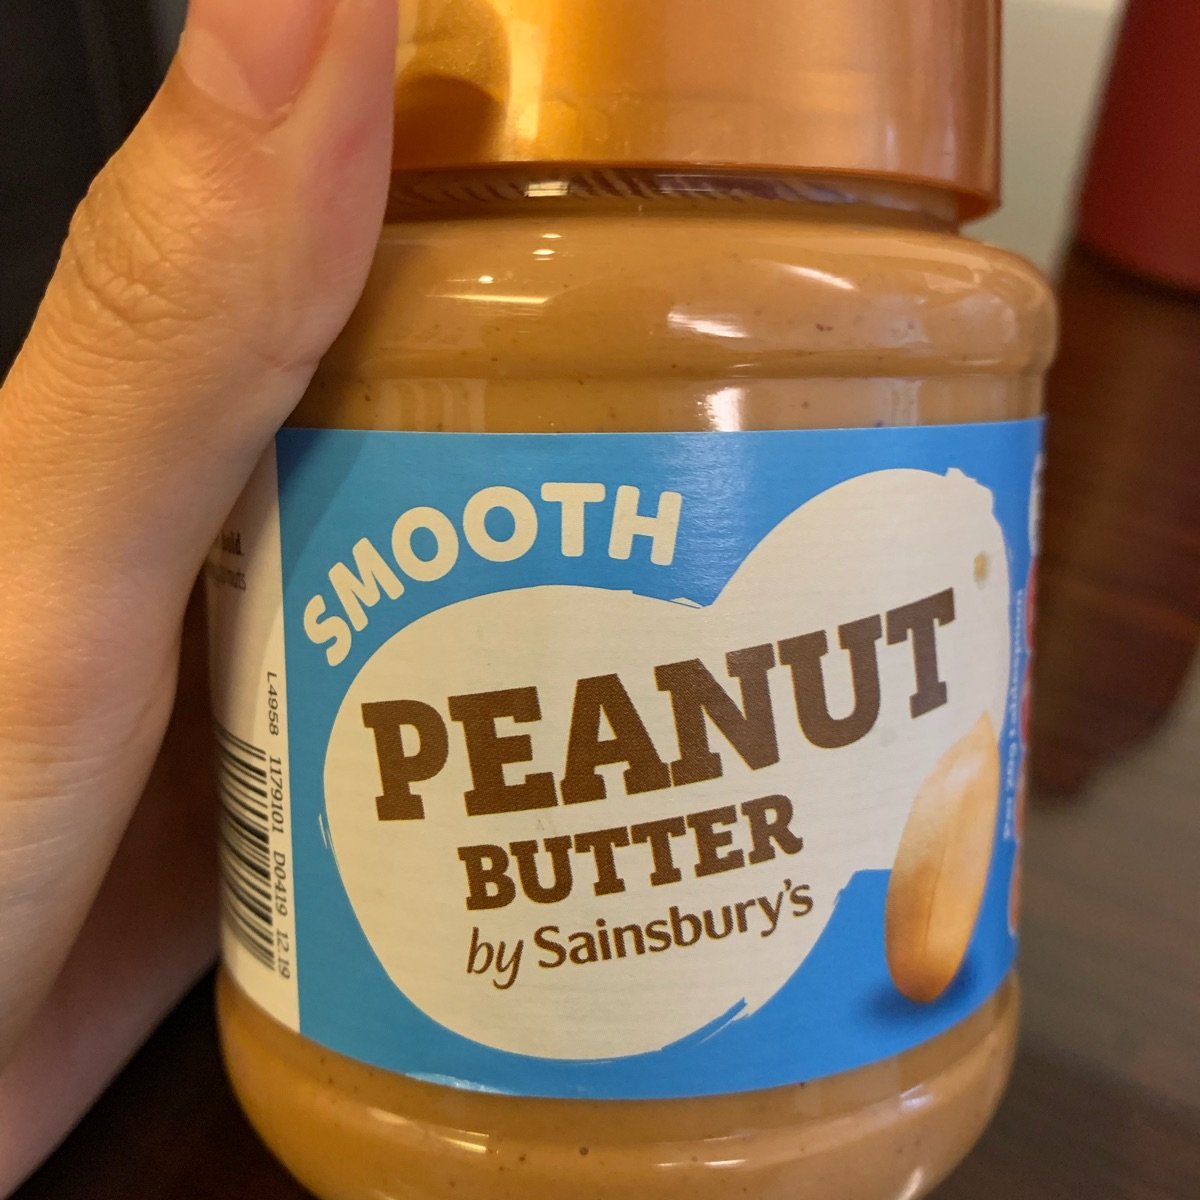 SMOOTH
PEANUT
BUTTER
by Sainsbury's
L4958 1179101 D0419 12.19